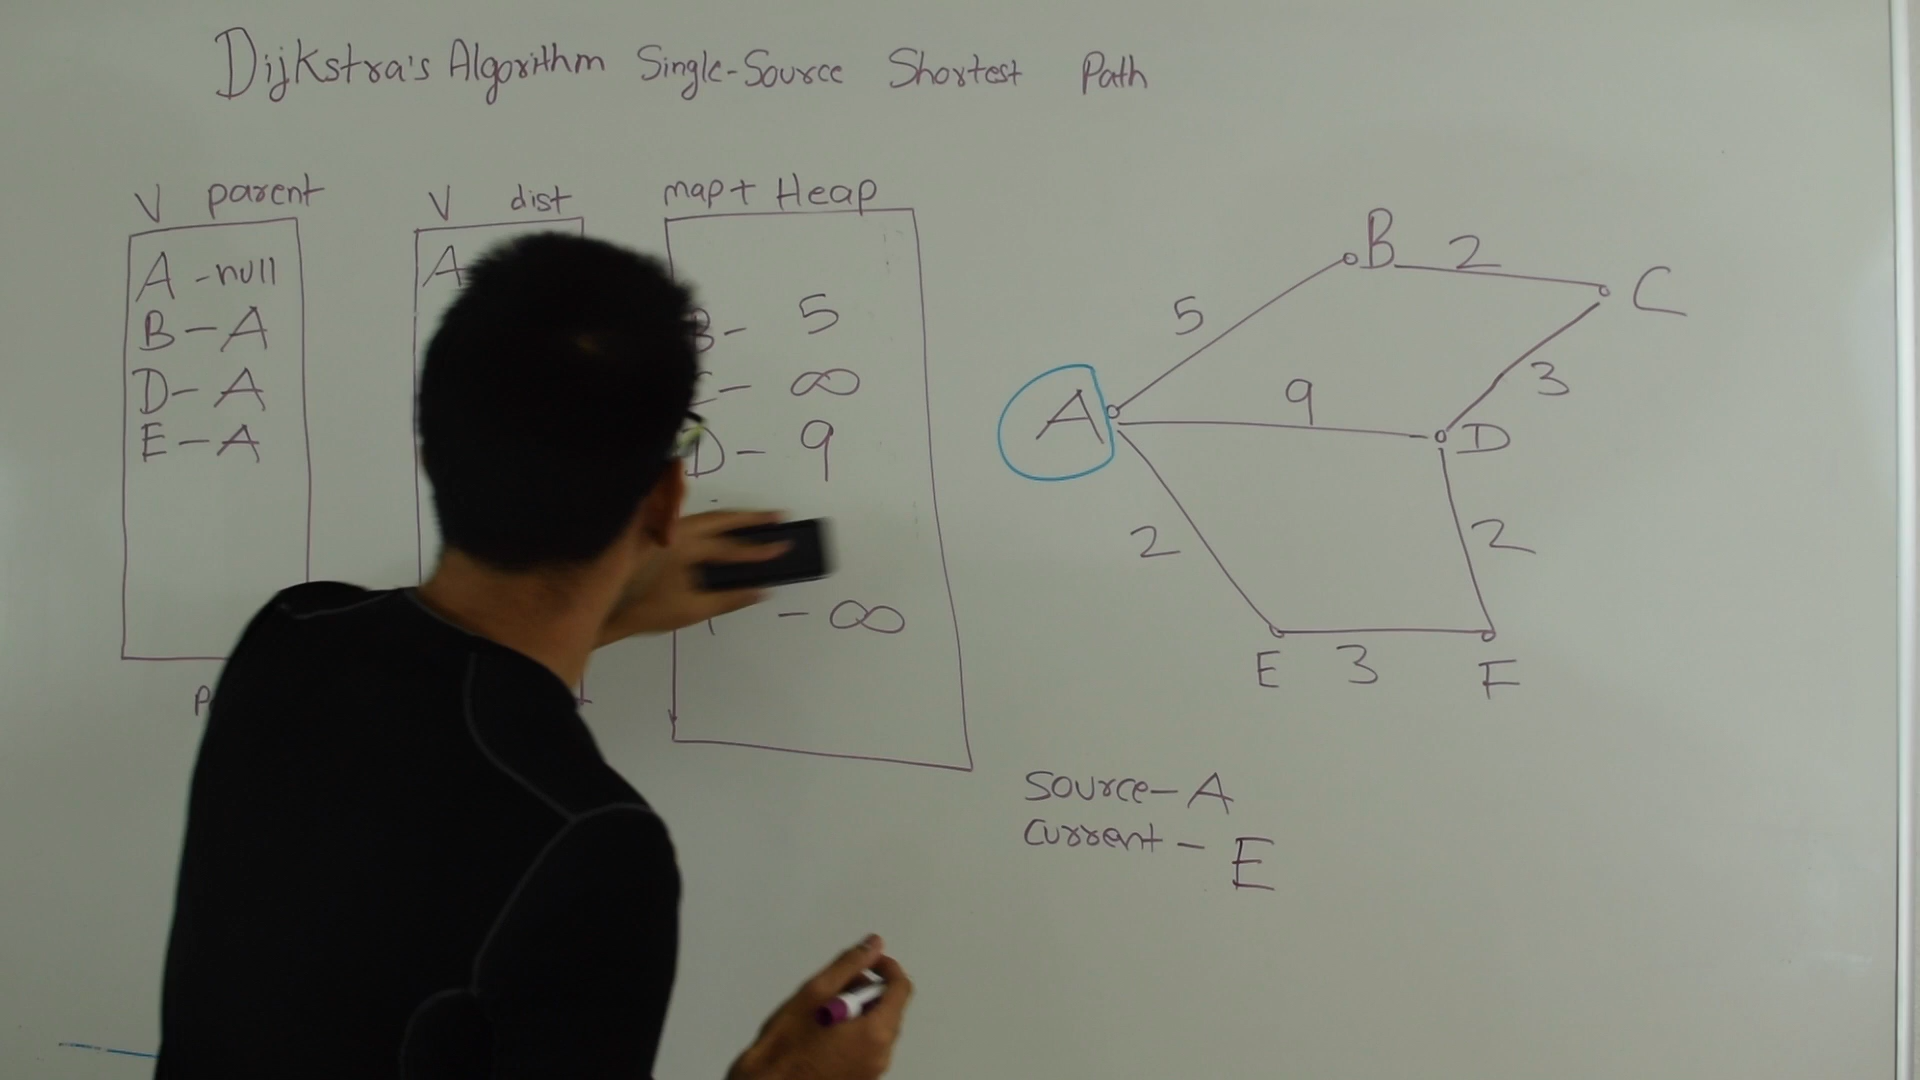 Dijkstra's Algorithm Single-Source Shortest Path
V parent
A - null
B - A
D - A
E - A
V dist
A
map + Heap
B - 5
C - ∞
D - 9
- ∞
B
2
C
5
3
A
9
D
2
2
E
3
F
Source - A
Current - E